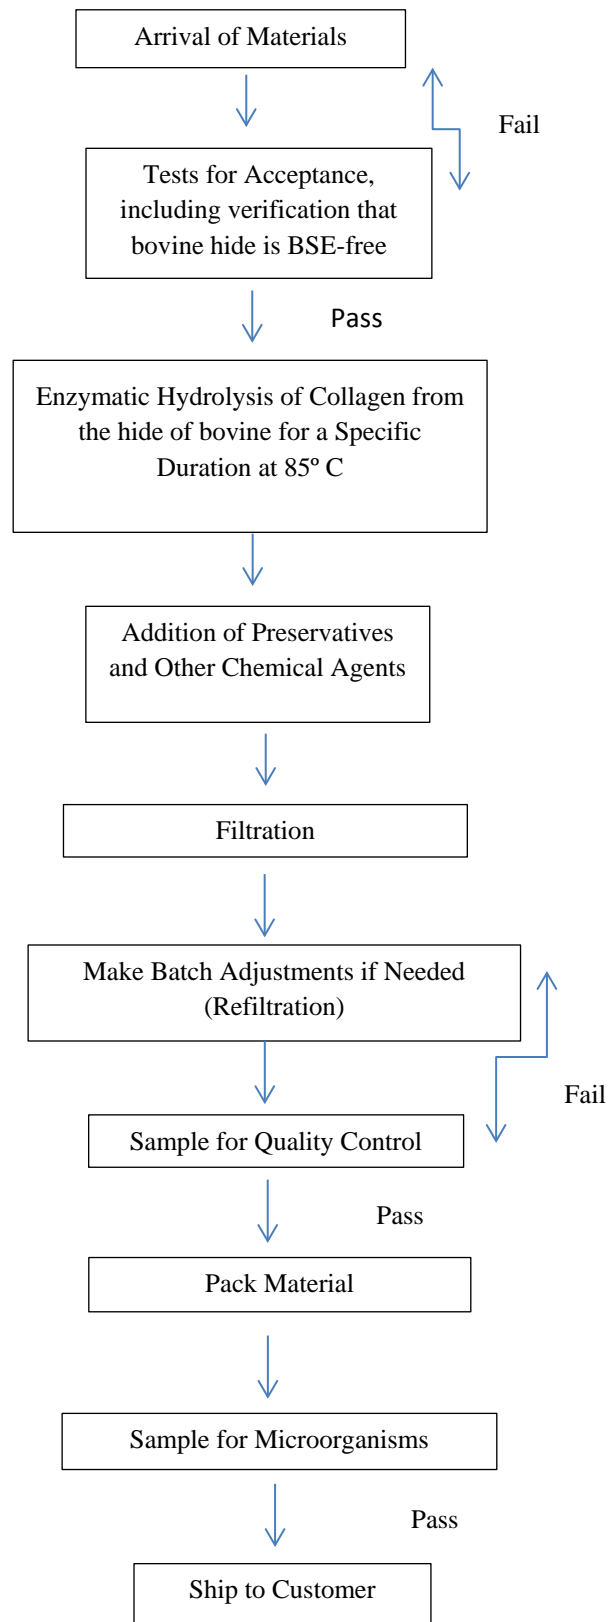 Arrival of Materials
Fail
Tests for Acceptance,
including verification that
bovine hide is BSE-free
Pass
Enzymatic Hydrolysis of Collagen from
the hide of bovine for a Specific
Duration at 85º C
Addition of Preservatives
and Other Chemical Agents
Filtration
Make Batch Adjustments if Needed
(Refiltration)
Fail
Sample for Quality Control
Pass
Pack Material
Sample for Microorganisms
Pass
Ship to Customer